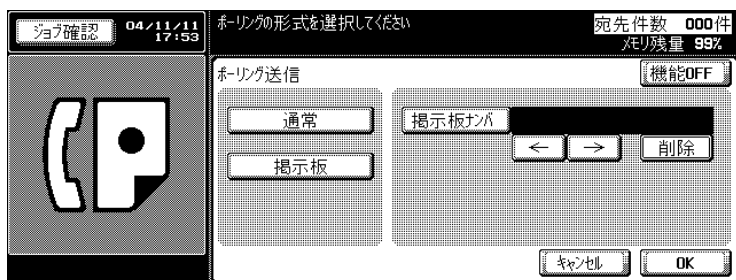 ジョブ確認 04/11/11 17:53
ポーリングの形式を選択してください
宛先件数 000件
メモリ残量 99%
ポーリング送信
機能OFF
通常
掲示板
掲示板ナンバ
← →
削除
キャンセル
OK